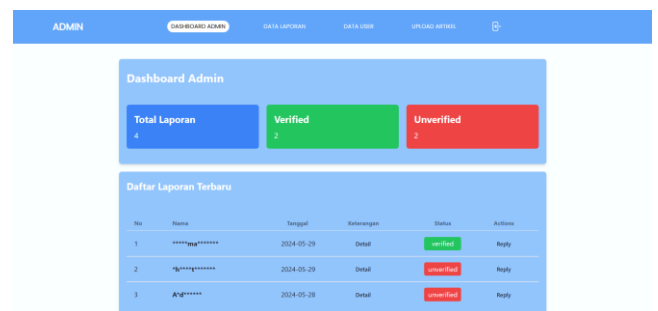 ADMIN DASHBOARD ADMIN DATA LAPORAN DATA USER UPLOAD ARTIKEL
Dashboard Admin
Total Laporan Verified Unverified
4 2 2
Daftar Laporan Terbaru
No Nama Tanggal Keterangan Status Actions
1 *****ma******* 2024-05-29 Detail verified Reply
2 *h****t******* 2024-05-29 Detail unverified Reply
3 A*d****** 2024-05-28 Detail unverified Reply